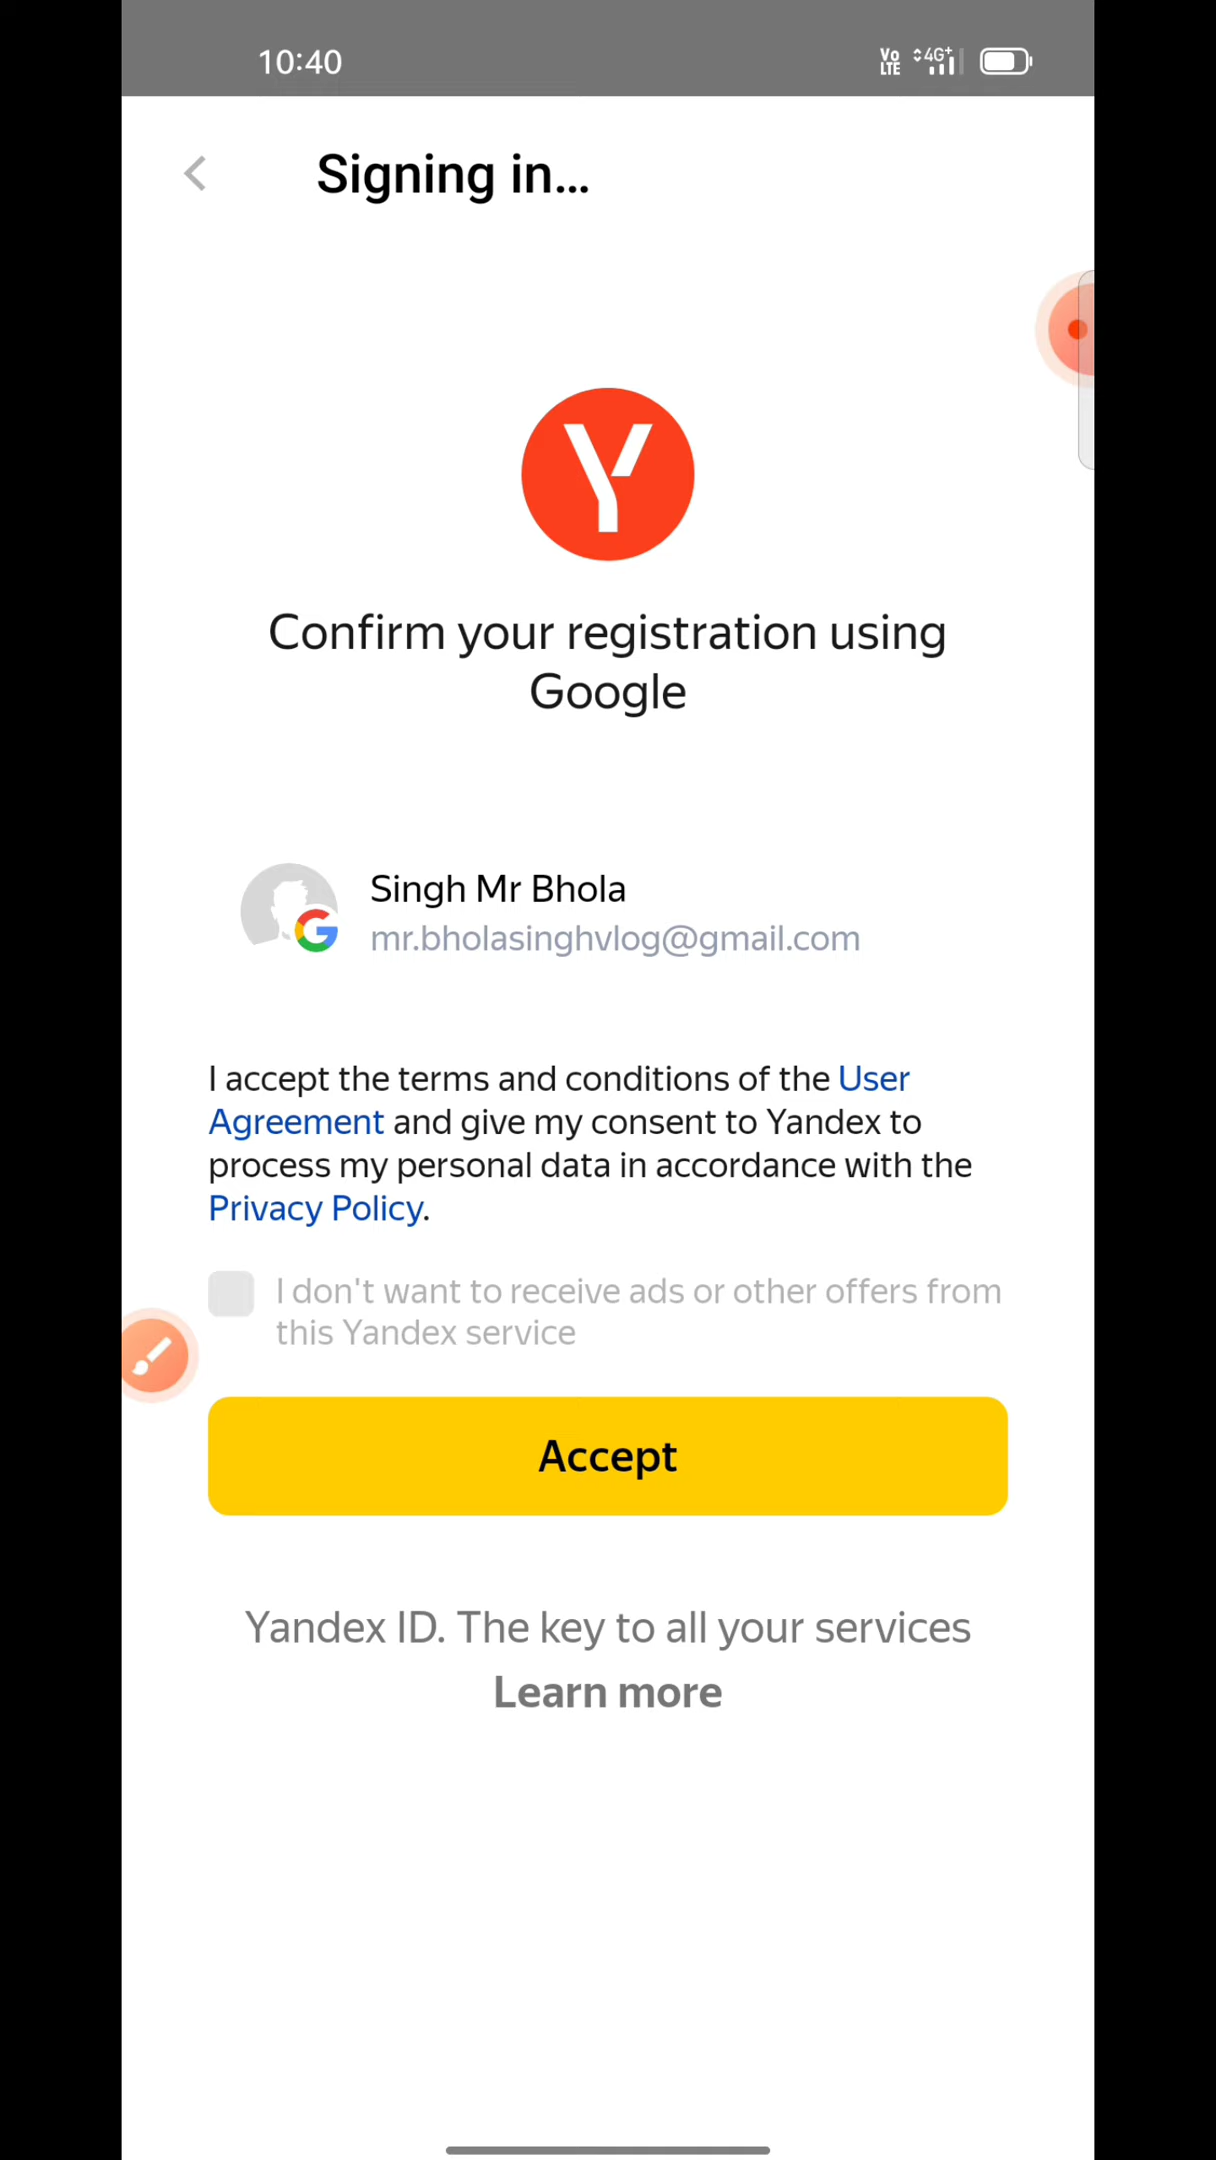 10:40
Vo LTE 4G+
Signing in...
Y
Confirm your registration using
Google
Singh Mr Bhola
mr.bholasinghvlog@gmail.com
I accept the terms and conditions of the User
Agreement and give my consent to Yandex to
process my personal data in accordance with the
Privacy Policy.
I don't want to receive ads or other offers from
this Yandex service
Accept
Yandex ID. The key to all your services
Learn more